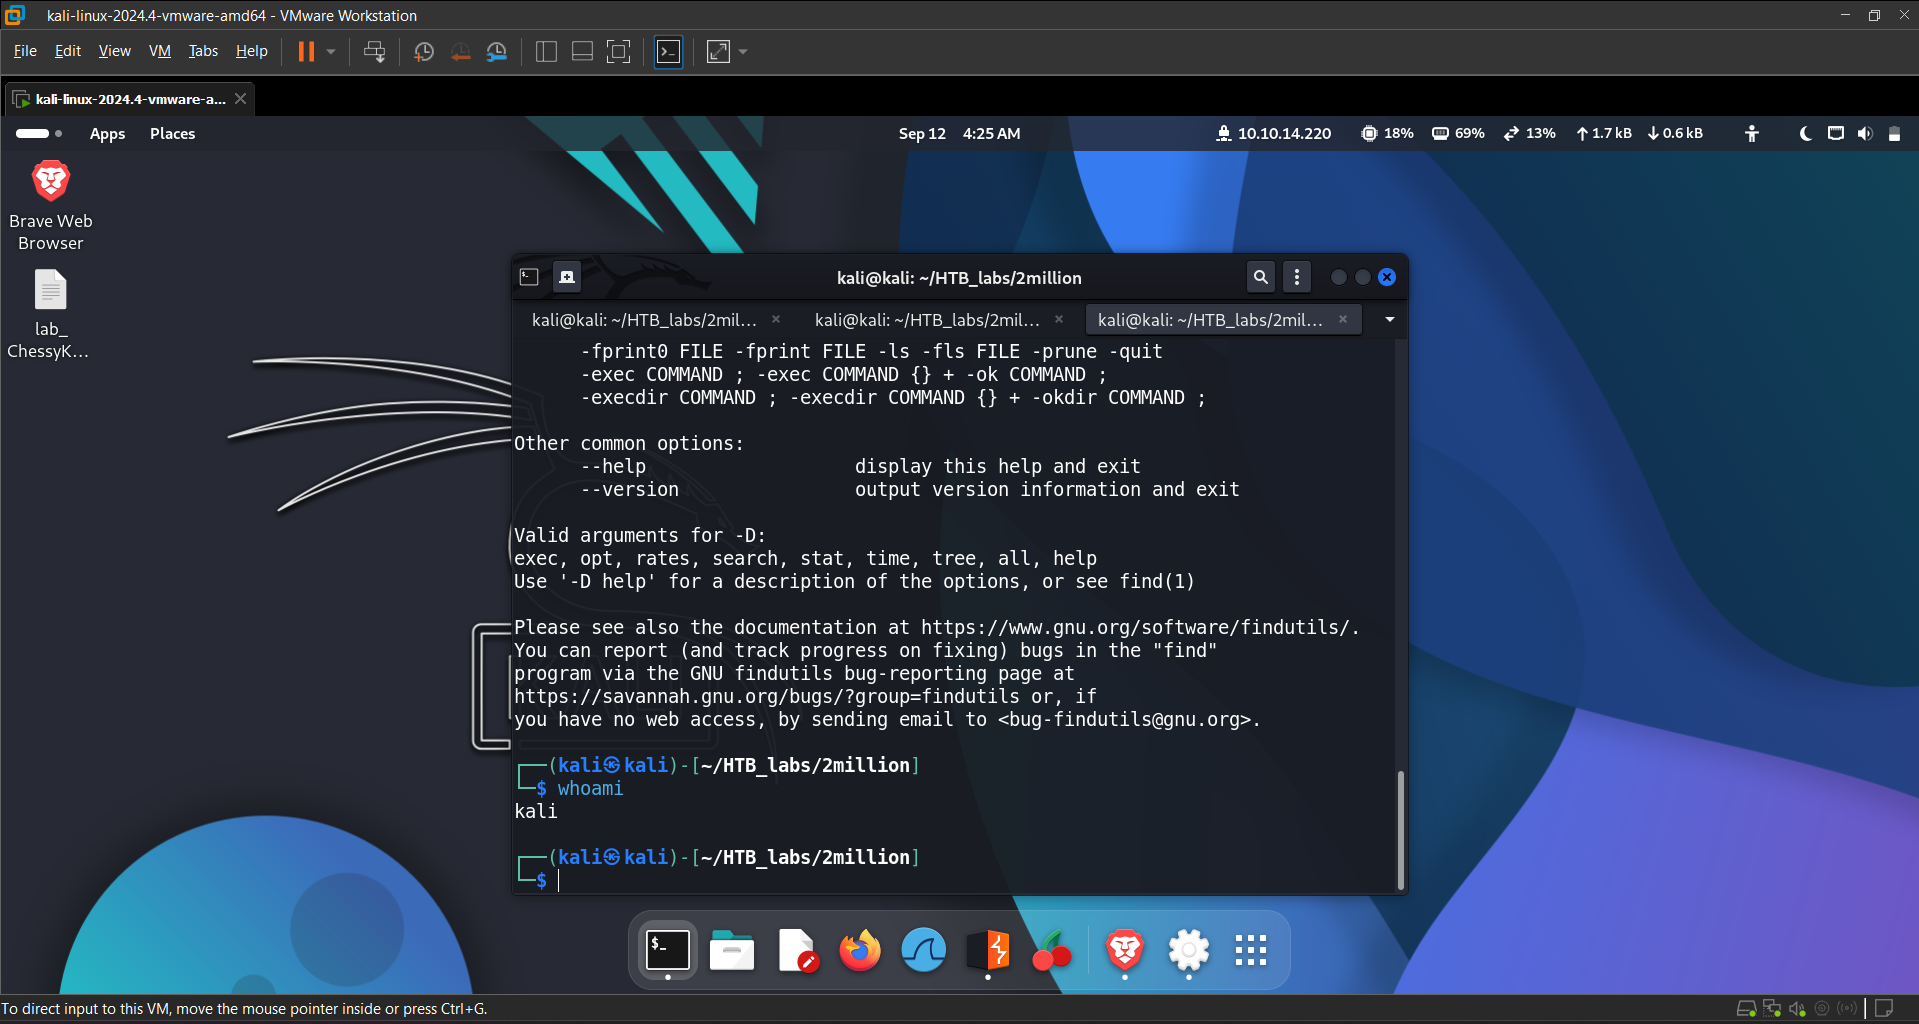 kali-linux-2024.4-vmware-amd64 - VMware Workstation
File Edit View VM Tabs Help
kali-linux-2024.4-vmware-a...
Apps Places Sep 12 4:25 AM 10.10.14.220 18% 69% 13% 1.7 kB 0.6 kB
Brave Web
Browser
lab_
ChessyK...
kali@kali: ~/HTB_labs/2million
kali@kali: ~/HTB_labs/2mil... kali@kali: ~/HTB_labs/2mil... kali@kali: ~/HTB_labs/2mil...
-fprint0 FILE -fprint FILE -ls -fls FILE -prune -quit
-exec COMMAND ; -exec COMMAND {} + -ok COMMAND ;
-execdir COMMAND ; -execdir COMMAND {} + -okdir COMMAND ;
Other common options:
--help display this help and exit
--version output version information and exit
Valid arguments for -D:
exec, opt, rates, search, stat, time, tree, all, help
Use '-D help' for a description of the options, or see find(1)
Please see also the documentation at https://www.gnu.org/software/findutils/.
You can report (and track progress on fixing) bugs in the "find"
program via the GNU findutils bug-reporting page at
https://savannah.gnu.org/bugs/?group=findutils or, if
you have no web access, by sending email to <bug-findutils@gnu.org>.
┌──(kali㉿kali)-[~/HTB_labs/2million]
└─$ whoami
kali
┌──(kali㉿kali)-[~/HTB_labs/2million]
└─$
$_
To direct input to this VM, move the mouse pointer inside or press Ctrl+G.